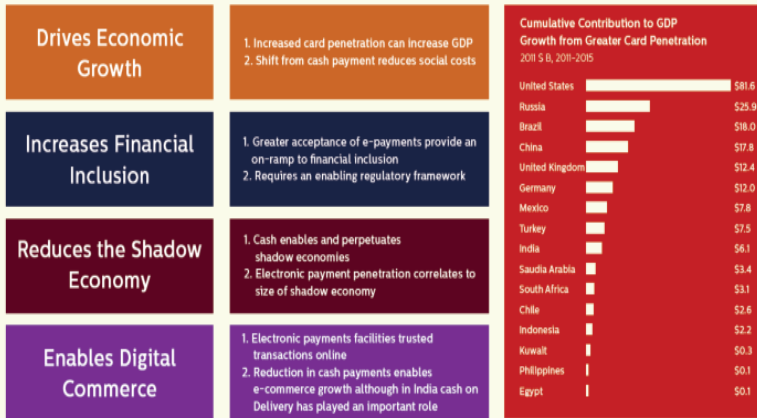 Drives Economic
Growth
1. Increased card penetration can increase GDP
2. Shift from cash payment reduces social costs
Increases Financial
Inclusion
1. Greater acceptance of e-payments provide an
on-ramp to financial inclusion
2. Requires an enabling regulatory framework
Reduces the Shadow
Economy
1. Cash enables and perpetuates
shadow economies
2. Electronic payment penetration correlates to
size of shadow economy
Enables Digital
Commerce
1. Electronic payments facilities trusted
transactions online
2. Reduction in cash payments enables
e-commerce growth although in India cash on
Delivery has played an important role
Cumulative Contribution to GDP
Growth from Greater Card Penetration
2011 $ B, 2011-2015
United States $81.6
Russia $25.9
Brazil $18.0
China $17.8
United Kingdom $12.4
Germany $12.0
Mexico $7.8
Turkey $7.5
India $6.1
Saudia Arabia $3.4
South Africa $3.1
Chile $2.6
Indonesia $2.2
Kuwait $0.3
Philippines $0.1
Egypt $0.1